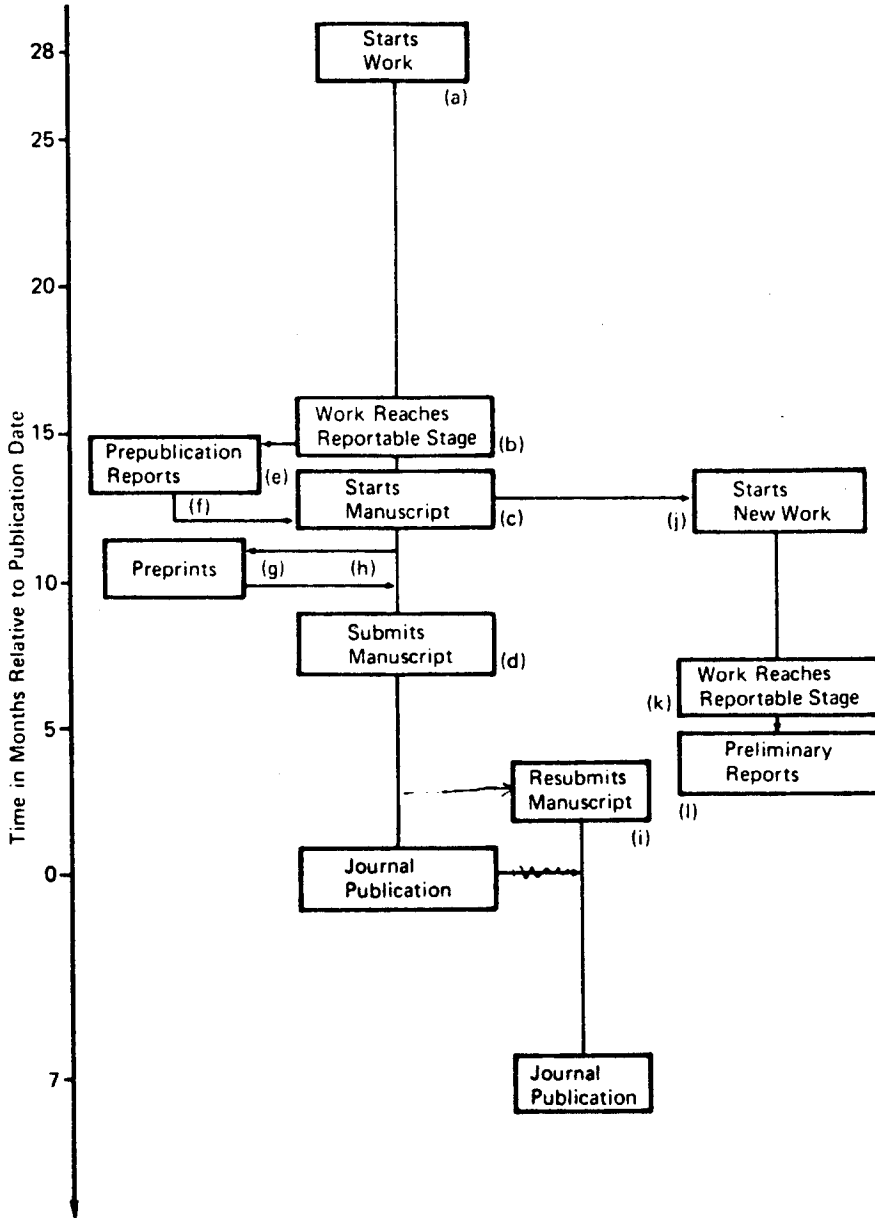 Time in Months Relative to Publication Date
28
25
20
15
10
5
0
7
Starts
Work
(a)
Work Reaches
Reportable Stage
(b)
Prepublication
Reports
(e)
(f)
Starts
Manuscript
(c)
(j)
Starts
New Work
Preprints
(g)
(h)
Submits
Manuscript
(d)
Work Reaches
Reportable Stage
(k)
Preliminary
Reports
(l)
Resubmits
Manuscript
(i)
Journal
Publication
Journal
Publication